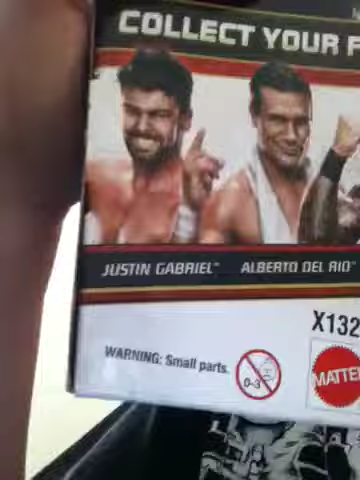 COLLECT YOUR F
JUSTIN GABRIEL™ ALBERTO DEL RIO™
X132
WARNING: Small parts.
0-3
MATTEL